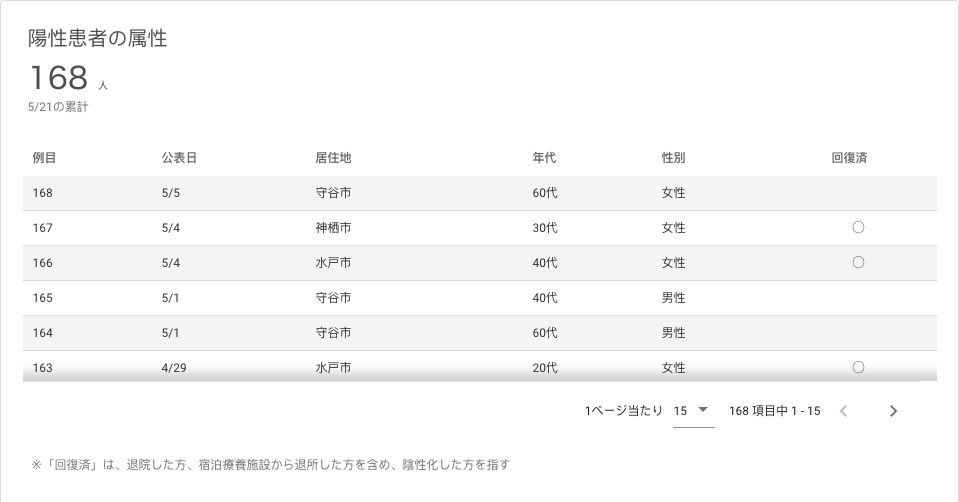 陽性患者の属性
168 人
5/21の累計
例目 公表日 居住地 年代 性別 回復済
168 5/5 守谷市 60代 女性
167 5/4 神栖市 30代 女性 〇
166 5/4 水戸市 40代 女性 〇
165 5/1 守谷市 40代 男性
164 5/1 守谷市 60代 男性
163 4/29 水戸市 20代 女性 〇
1ページ当たり 15 168 項目中 1 - 15
※「回復済」は、退院した方、宿泊療養施設から退所した方を含め、陰性化した方を指す